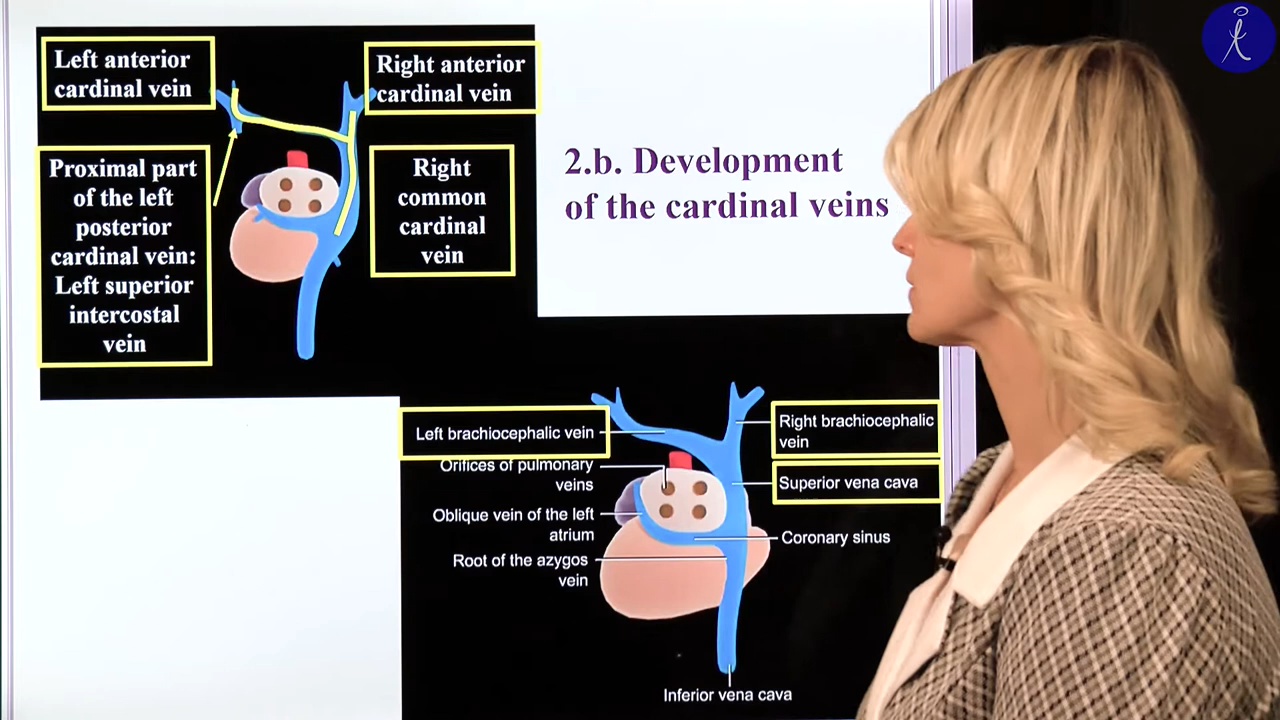 Left anterior
cardinal vein
Right anterior
cardinal vein
Proximal part
of the left
posterior
cardinal vein:
Left superior
intercostal
vein
Right
common
cardinal
vein
2.b. Development
of the cardinal veins
Left brachiocephalic vein
Orifices of pulmonary
veins
Oblique vein of the left
atrium
Root of the azygos
vein
Right brachiocephalic
vein
Superior vena cava
Coronary sinus
Inferior vena cava